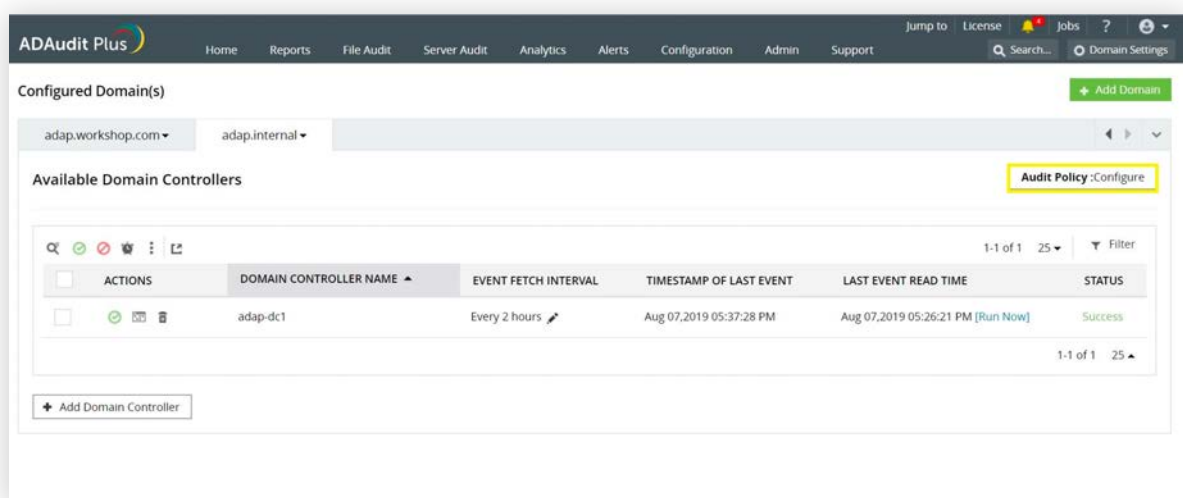 Jump to License 4 Jobs ?
ADAudit Plus
Home Reports File Audit Server Audit Analytics Alerts Configuration Admin Support Search... Domain Settings
Configured Domain(s) + Add Domain
adap.workshop.com adap.internal
Available Domain Controllers Audit Policy :Configure
1-1 of 1 25 Filter
ACTIONS DOMAIN CONTROLLER NAME EVENT FETCH INTERVAL TIMESTAMP OF LAST EVENT LAST EVENT READ TIME STATUS
adap-dc1 Every 2 hours Aug 07,2019 05:37:28 PM Aug 07,2019 05:26:21 PM [Run Now] Success
1-1 of 1 25
+ Add Domain Controller